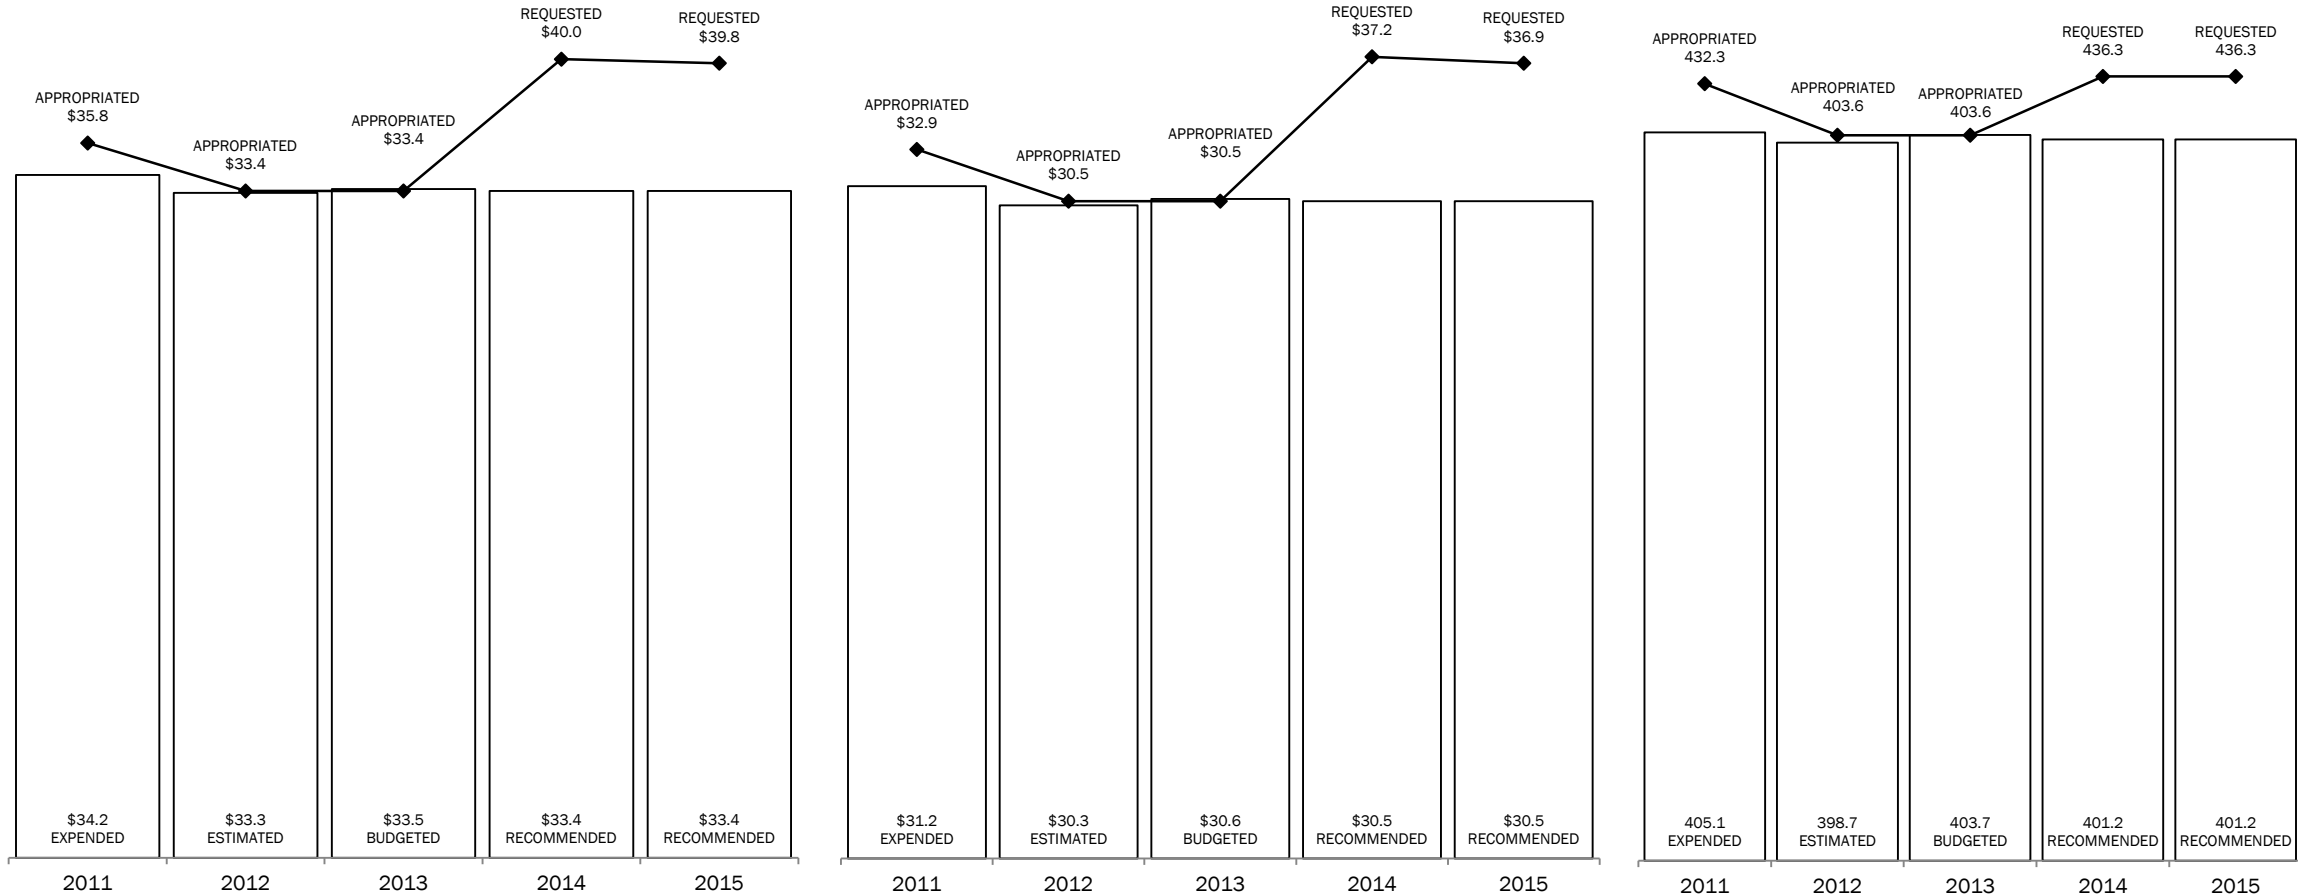 REQUESTED
$40.0
REQUESTED
$39.8
APPROPRIATED
$35.8
APPROPRIATED
$33.4
APPROPRIATED
$33.4
$34.2
EXPENDED
$33.3
ESTIMATED
$33.5
BUDGETED
$33.4
RECOMMENDED
$33.4
RECOMMENDED
2011
2012
2013
2014
2015
REQUESTED
$37.2
REQUESTED
$36.9
APPROPRIATED
$32.9
APPROPRIATED
$30.5
APPROPRIATED
$30.5
$31.2
EXPENDED
$30.3
ESTIMATED
$30.6
BUDGETED
$30.5
RECOMMENDED
$30.5
RECOMMENDED
2011
2012
2013
2014
2015
APPROPRIATED
432.3
REQUESTED
436.3
REQUESTED
436.3
APPROPRIATED
403.6
APPROPRIATED
403.6
405.1
EXPENDED
398.7
ESTIMATED
403.7
BUDGETED
401.2
RECOMMENDED
401.2
RECOMMENDED
2011
2012
2013
2014
2015